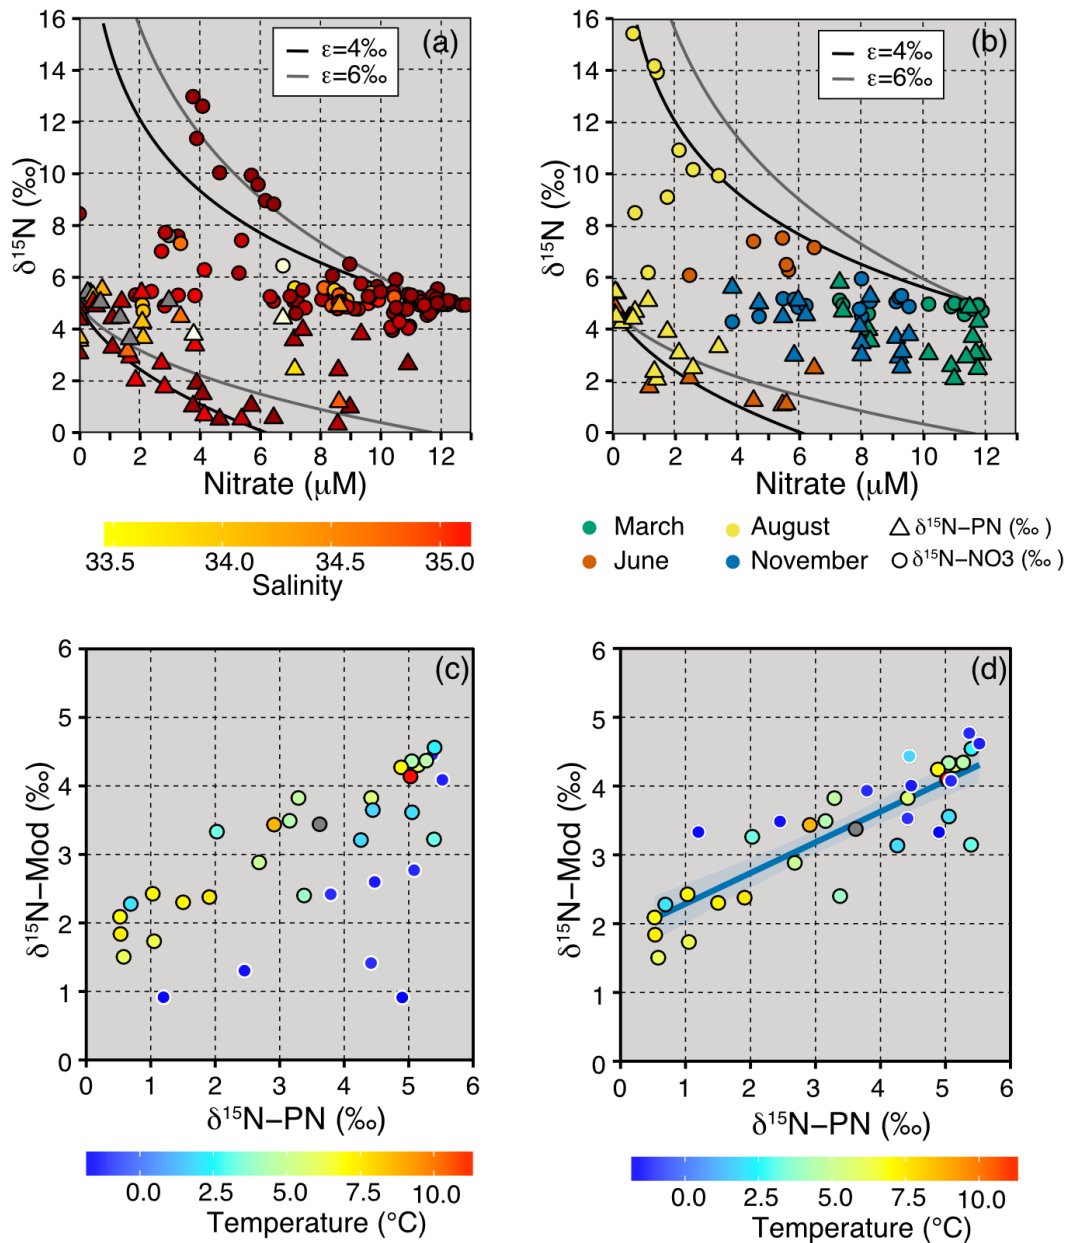 (a)
ε=4‰
ε=6‰
16
14
12
10
8
6
4
2
0
δ¹⁵N (‰)
0 2 4 6 8 10 12
Nitrate (μM)
33.5 34.0 34.5 35.0
Salinity
(b)
ε=4‰
ε=6‰
16
14
12
10
8
6
4
2
0
δ¹⁵N (‰)
0 2 4 6 8 10 12
Nitrate (μM)
March August δ¹⁵N–PN (‰ )
June November δ¹⁵N–NO3 (‰ )
(c)
6
5
4
3
2
1
0
δ¹⁵N–Mod (‰)
0 1 2 3 4 5 6
δ¹⁵N–PN (‰)
0.0 2.5 5.0 7.5 10.0
Temperature (°C)
(d)
6
5
4
3
2
1
0
δ¹⁵N–Mod (‰)
0 1 2 3 4 5 6
δ¹⁵N–PN (‰)
0.0 2.5 5.0 7.5 10.0
Temperature (°C)